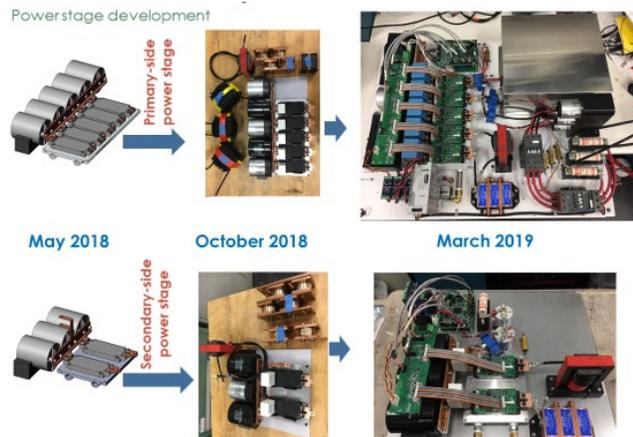 Powerstage development
Primary-side
power stage
May 2018
October 2018
March 2019
Secondary-side
power stage